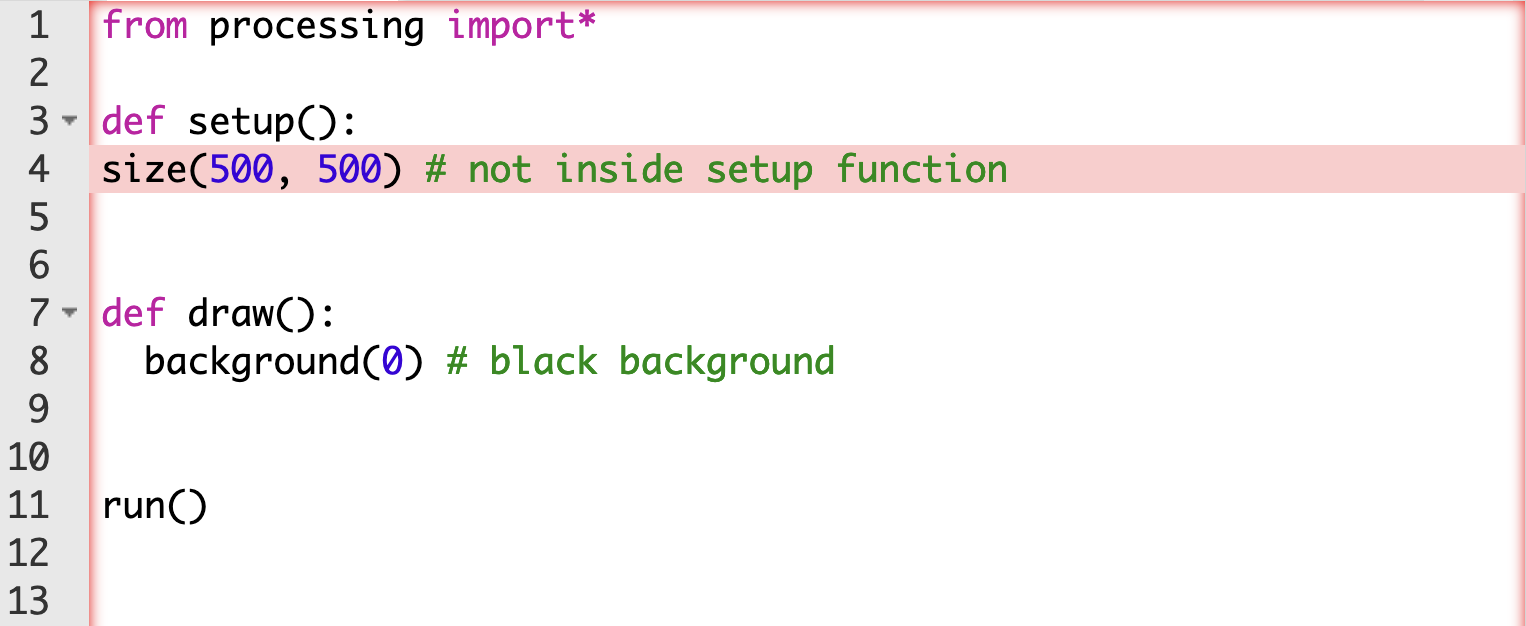 1 from processing import*
2
3 def setup():
4 size(500, 500) # not inside setup function
5
6
7 def draw():
8   background(0) # black background
9
10
11 run()
12
13